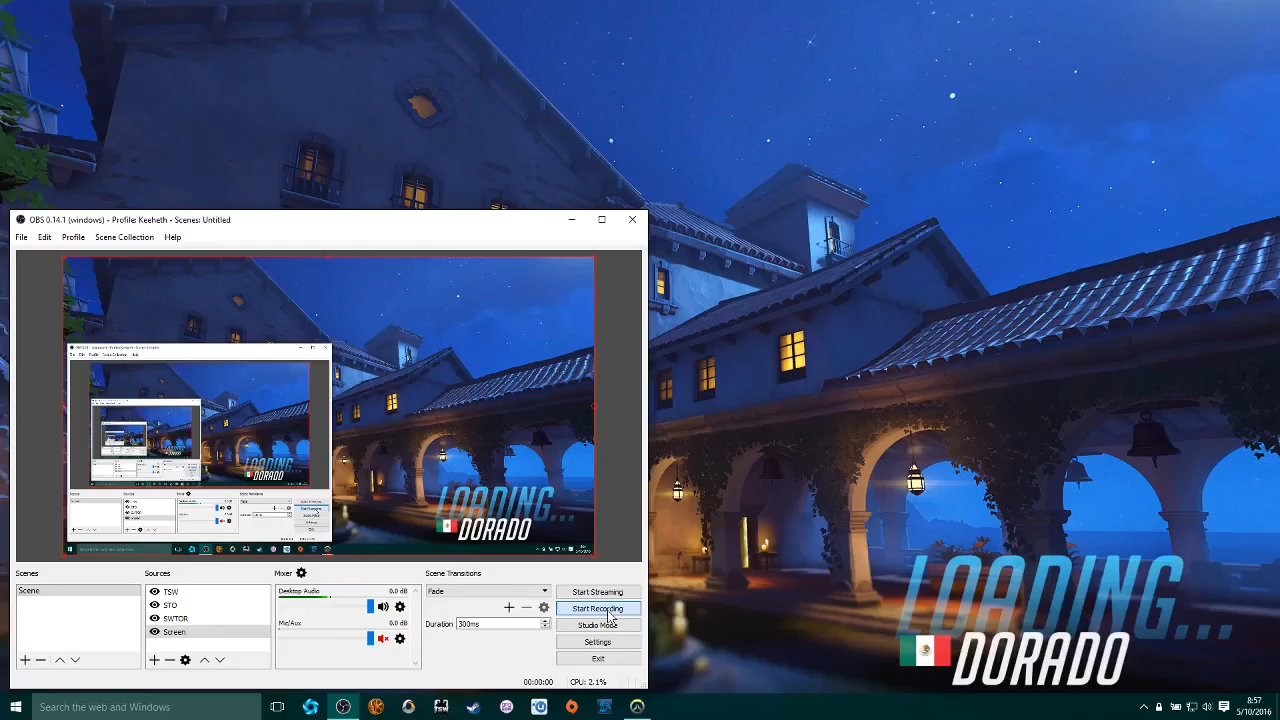 OBS 0.14.1 (windows) - Profile: Keeheth - Scenes: Untitled
File Edit Profile Scene Collection Help
LOADING...
DORADO
Scenes
Scene
Sources
TSW
STO
SWTOR
Screen
Mixer
Desktop Audio 0.0 dB
Mic/Aux 0.0 dB
Scene Transitions
Fade
Duration 300ms
Start Streaming
Start Recording
Studio Mode
Settings
Exit
00:00:00 CPU: 2.1%
LOADING...
DORADO
Search the web and Windows
8:57
5/10/2016